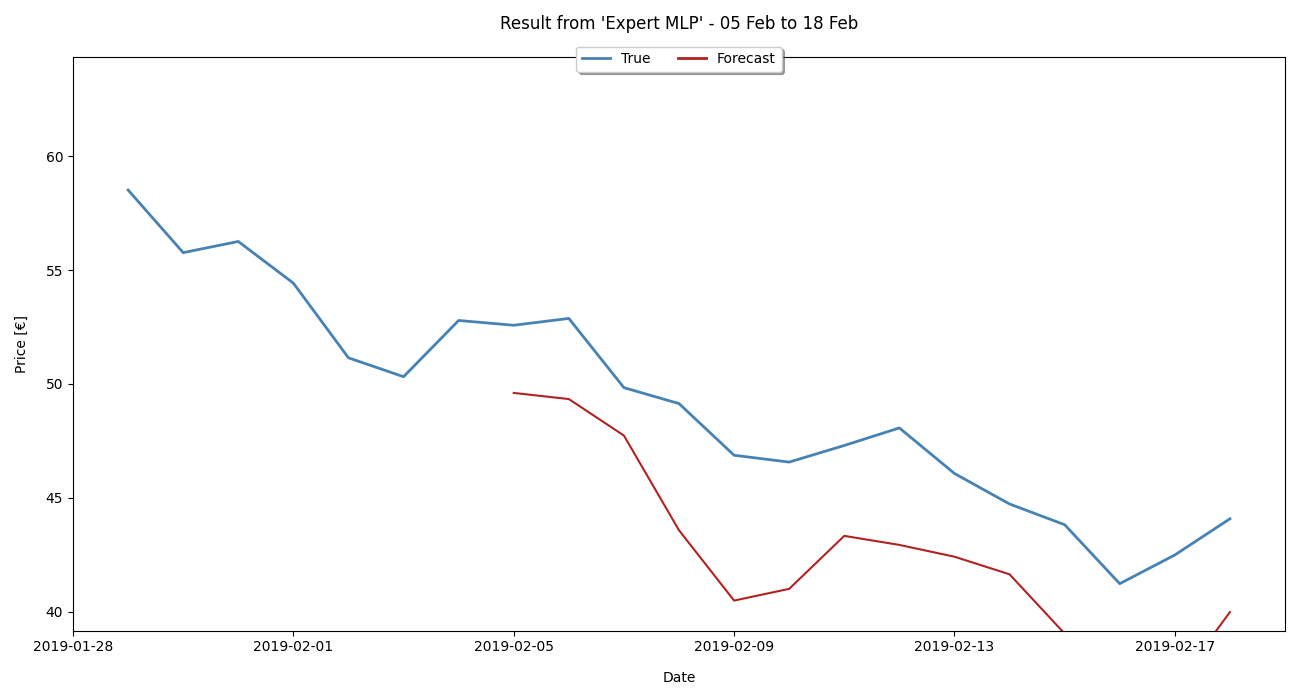 Result from 'Expert MLP' - 05 Feb to 18 Feb
True Forecast
60
55
50
45
40
Price [€]
2019-01-28 2019-02-01 2019-02-05 2019-02-09 2019-02-13 2019-02-17
Date